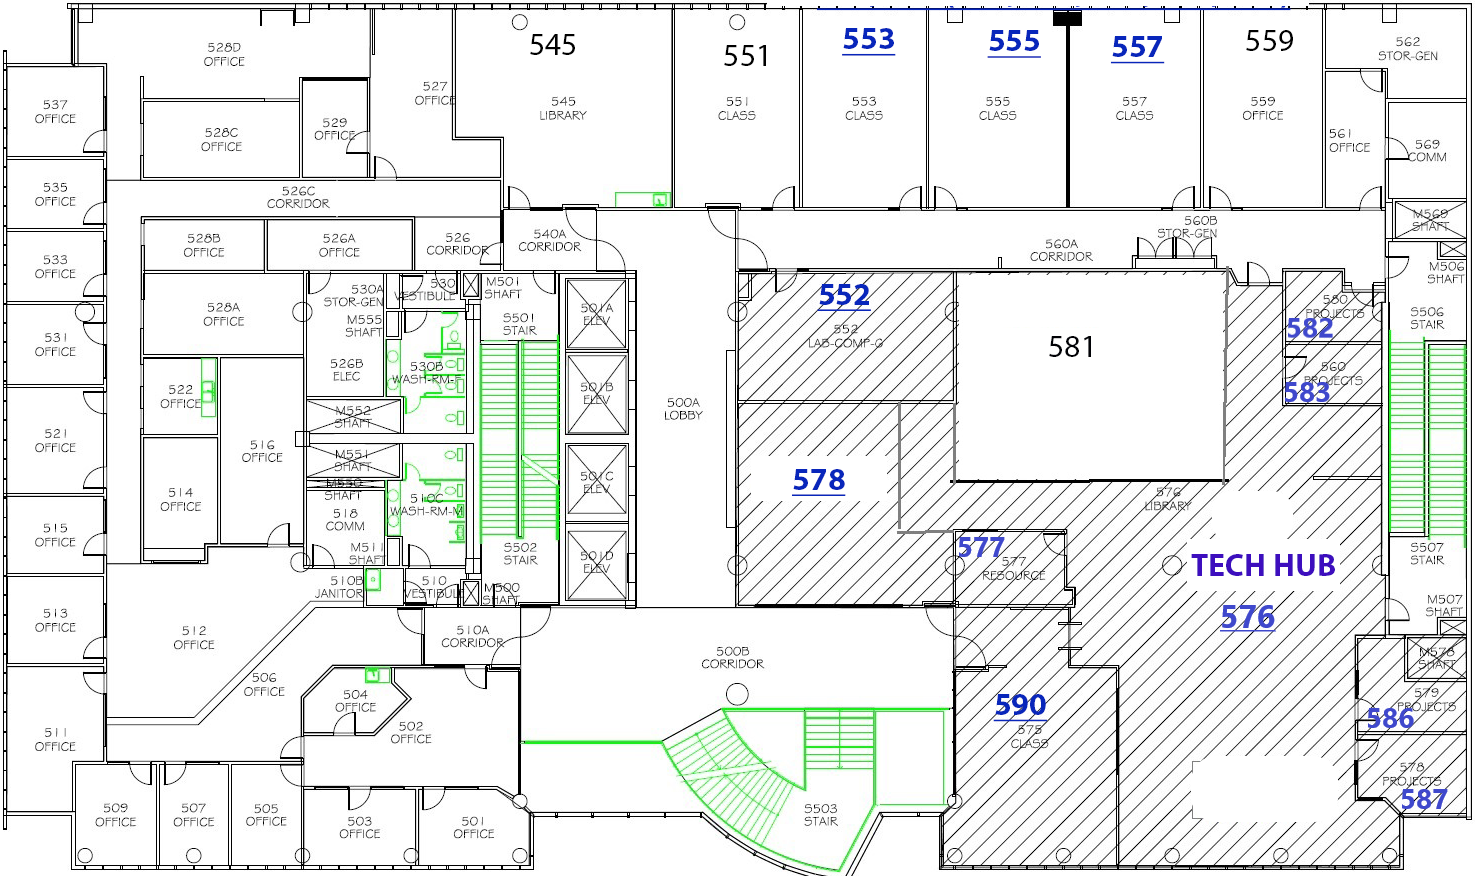 528D
OFFICE
537
OFFICE
528C
OFFICE
529
OFFICE
527
OFFICE
545
545
LIBRARY
551
551
CLASS
553
553
CLASS
555
555
CLASS
557
557
CLASS
559
559
OFFICE
562
STOR-GEN
561
OFFICE
569
COMM
535
OFFICE
526C
CORRIDOR
M569
SHAFT
533
OFFICE
528B
OFFICE
526A
OFFICE
526
CORRIDOR
540A
CORRIDOR
560A
CORRIDOR
560B
STOR-GEN
M506
SHAFT
528A
OFFICE
530A
STOR-GEN
530
VESTIBULE
M501
SHAFT
M555
SHAFT
S501
STAIR
501A
ELEV
552
552
LAB-COMP-G
581
580
PROJECTS
582
S506
STAIR
531
OFFICE
526B
ELEC
530B
WASH-RM-F
501B
ELEV
500A
LOBBY
560
PROJECTS
583
522
OFFICE
M552
SHAFT
521
OFFICE
516
OFFICE
M551
SHAFT
501C
ELEV
578
514
OFFICE
M550
SHAFT
518
COMM
510C
WASH-RM-M
576
LIBRARY
515
OFFICE
M511
SHAFT
S502
STAIR
501D
ELEV
577
577
RESOURCE
TECH HUB
576
S507
STAIR
510B
JANITOR
510
VESTIBULE
M500
SHAFT
M507
SHAFT
513
OFFICE
512
OFFICE
510A
CORRIDOR
500B
CORRIDOR
M578
SHAFT
506
OFFICE
504
OFFICE
502
OFFICE
590
575
CLASS
579
PROJECTS
586
511
OFFICE
578
PROJECTS
587
509
OFFICE
507
OFFICE
505
OFFICE
503
OFFICE
501
OFFICE
S503
STAIR